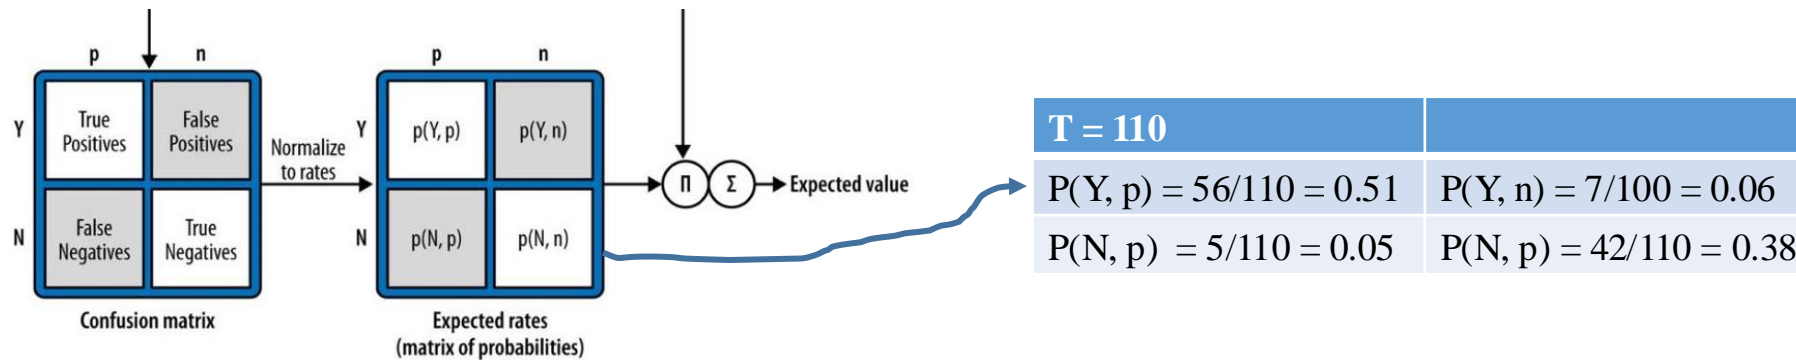 p n
Y
True
Positives
False
Positives
N
False
Negatives
True
Negatives
Confusion matrix
Normalize
to rates
p n
Y
p(Y, p) p(Y, n)
N
p(N, p) p(N, n)
Expected rates
(matrix of probabilities)
Π Σ
Expected value
T = 110
P(Y, p) = 56/110 = 0.51 P(Y, n) = 7/100 = 0.06
P(N, p) = 5/110 = 0.05 P(N, p) = 42/110 = 0.38